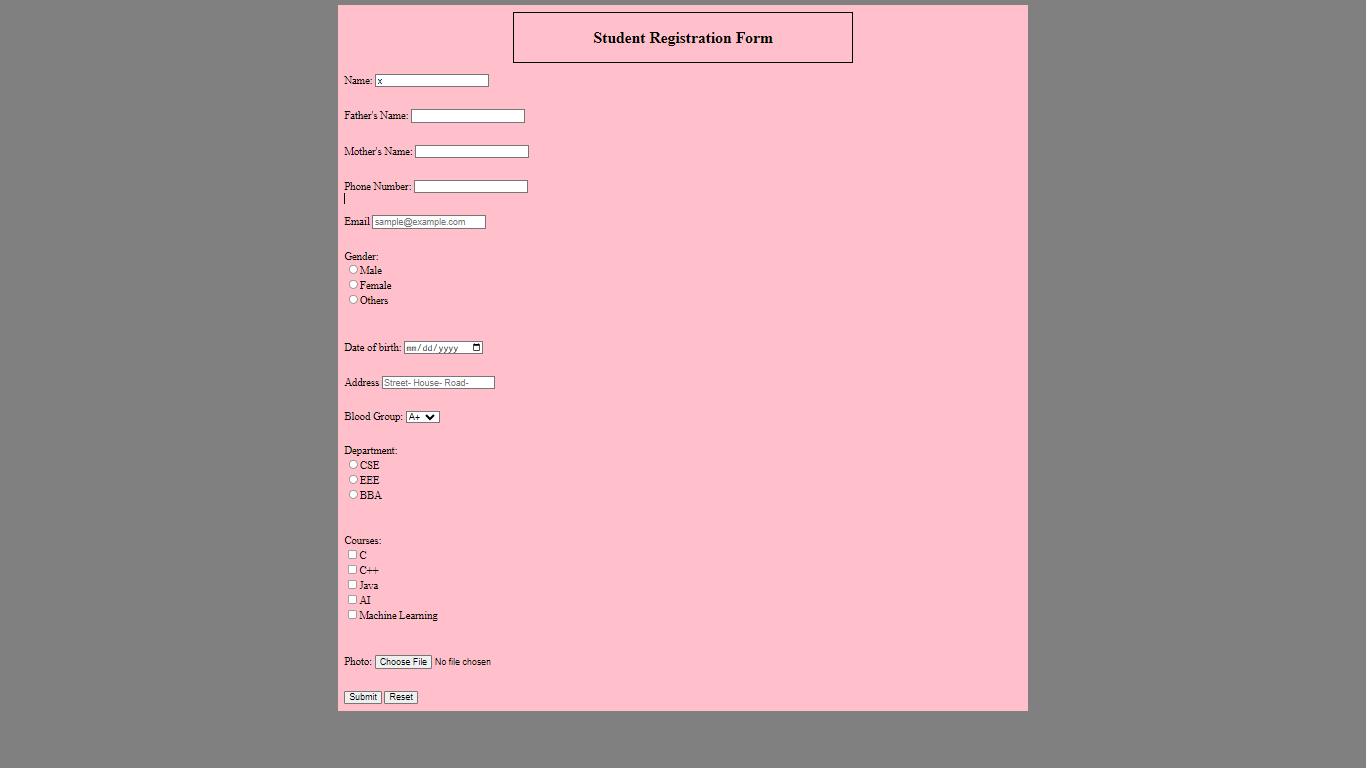 Student Registration Form
Name: x
Father's Name:
Mother's Name:
Phone Number:
Email sample@example.com
Gender:
Male
Female
Others
Date of birth: mm/dd/yyyy
Address Street- House- Road-
Blood Group: A+
Department:
CSE
EEE
BBA
Courses:
C
C++
Java
AI
Machine Learning
Photo: Choose File No file chosen
Submit Reset